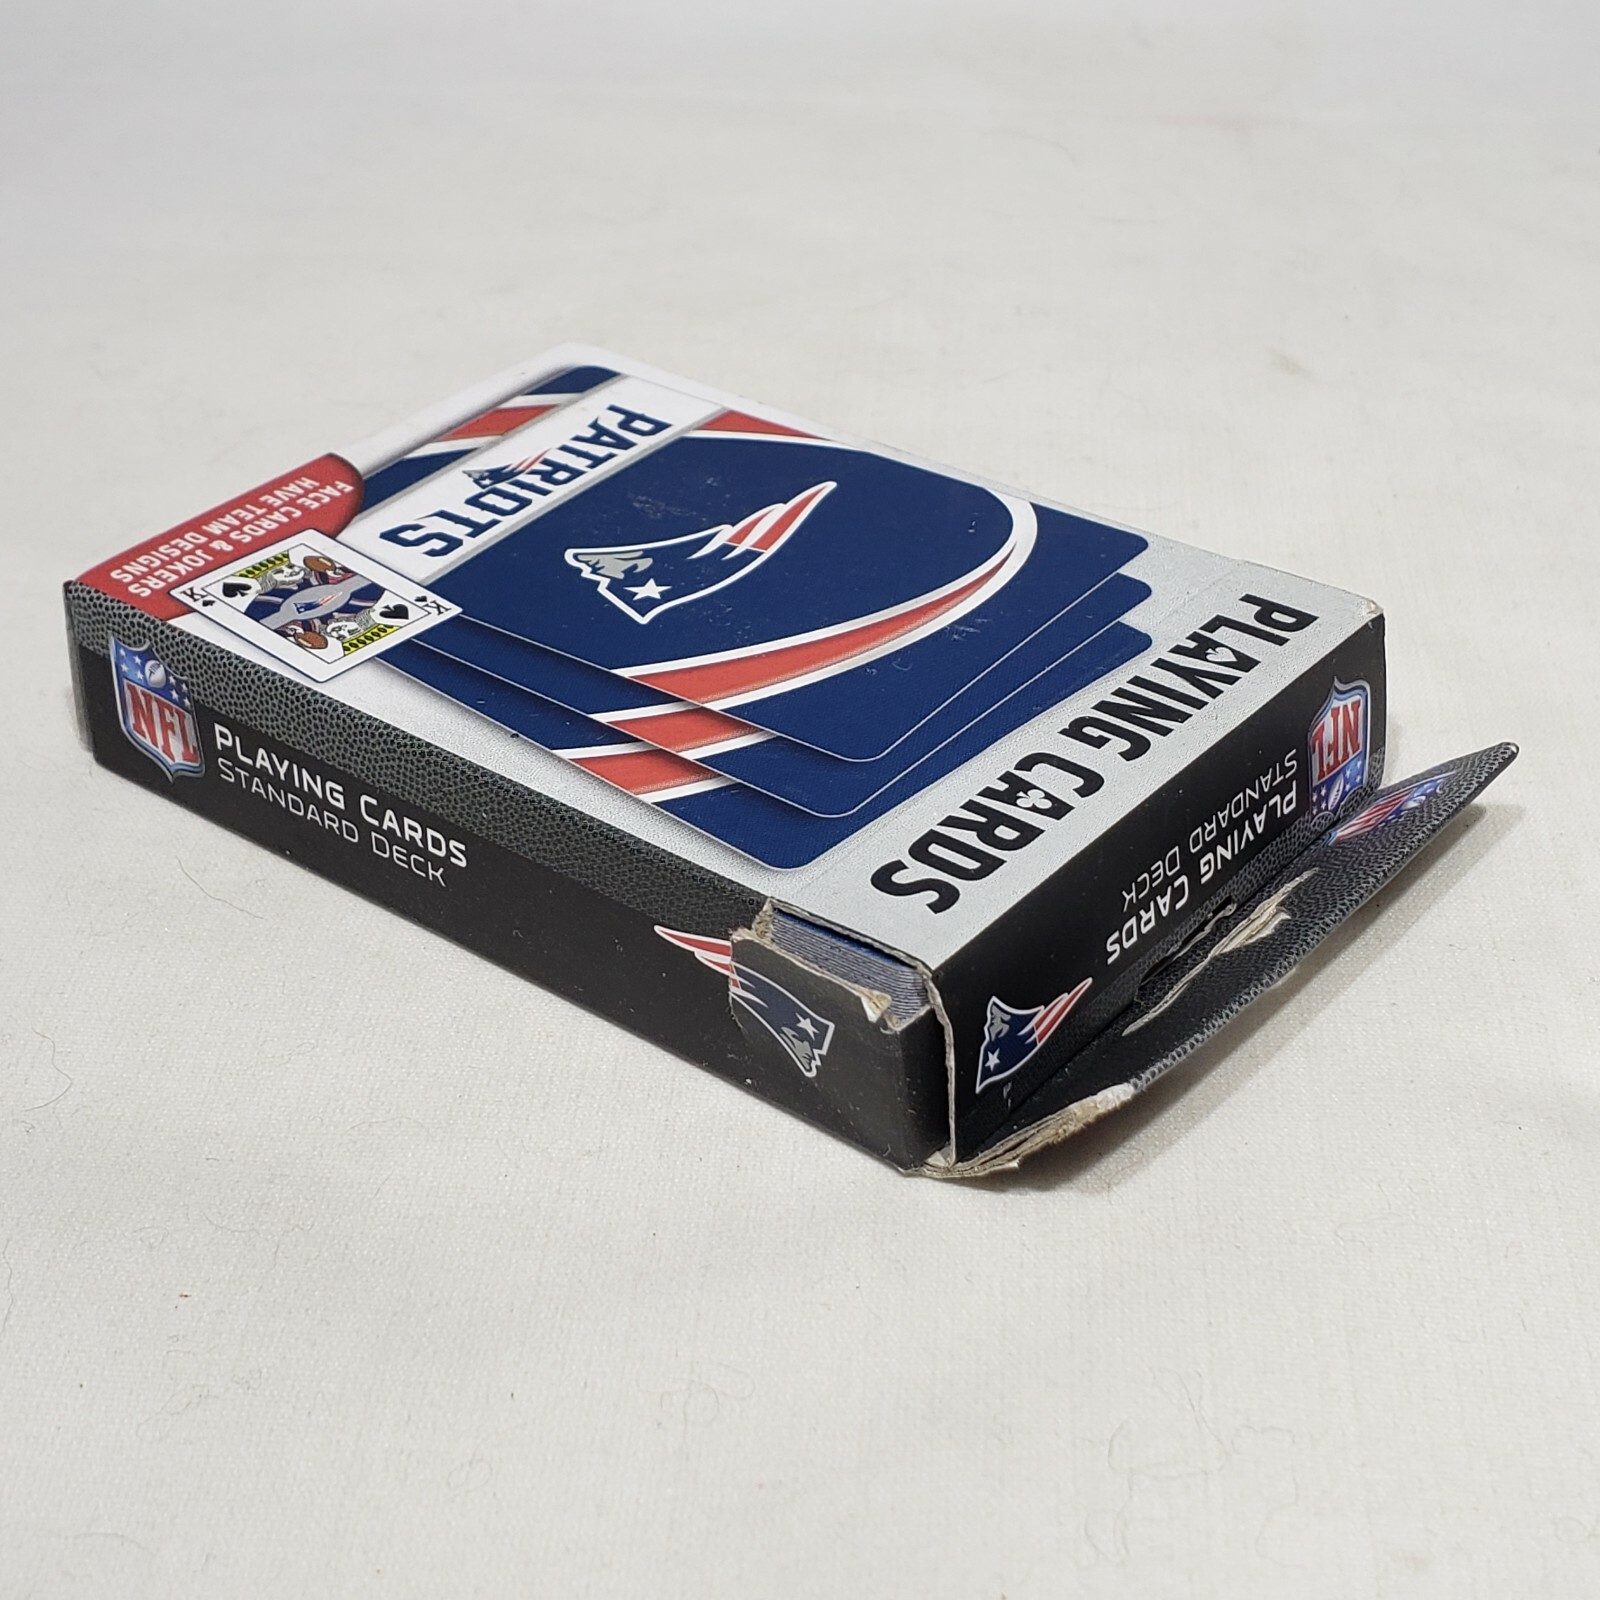 PATRIOTS
FACE CARDS & JOKERS
HAVE TEAM DESIGNS
K
K
PLAYING CARDS
NFL
PLAYING CARDS
STANDARD DECK
NFL
PLAYING CARDS
STANDARD DECK